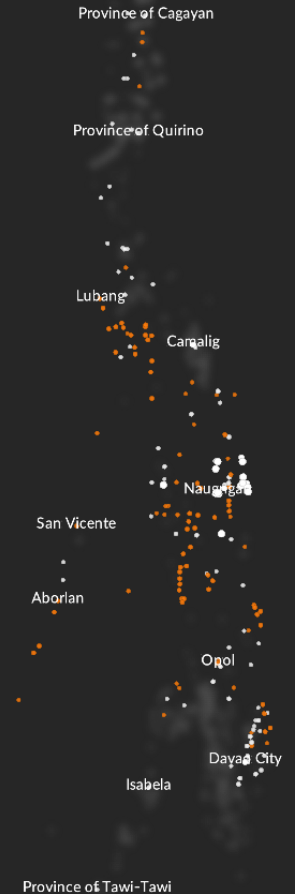 Province of Cagayan
Province of Quirino
Lubang
Camalig
Naungan
San Vicente
Aborlan
Opol
Davao City
Isabela
Province of Tawi-Tawi